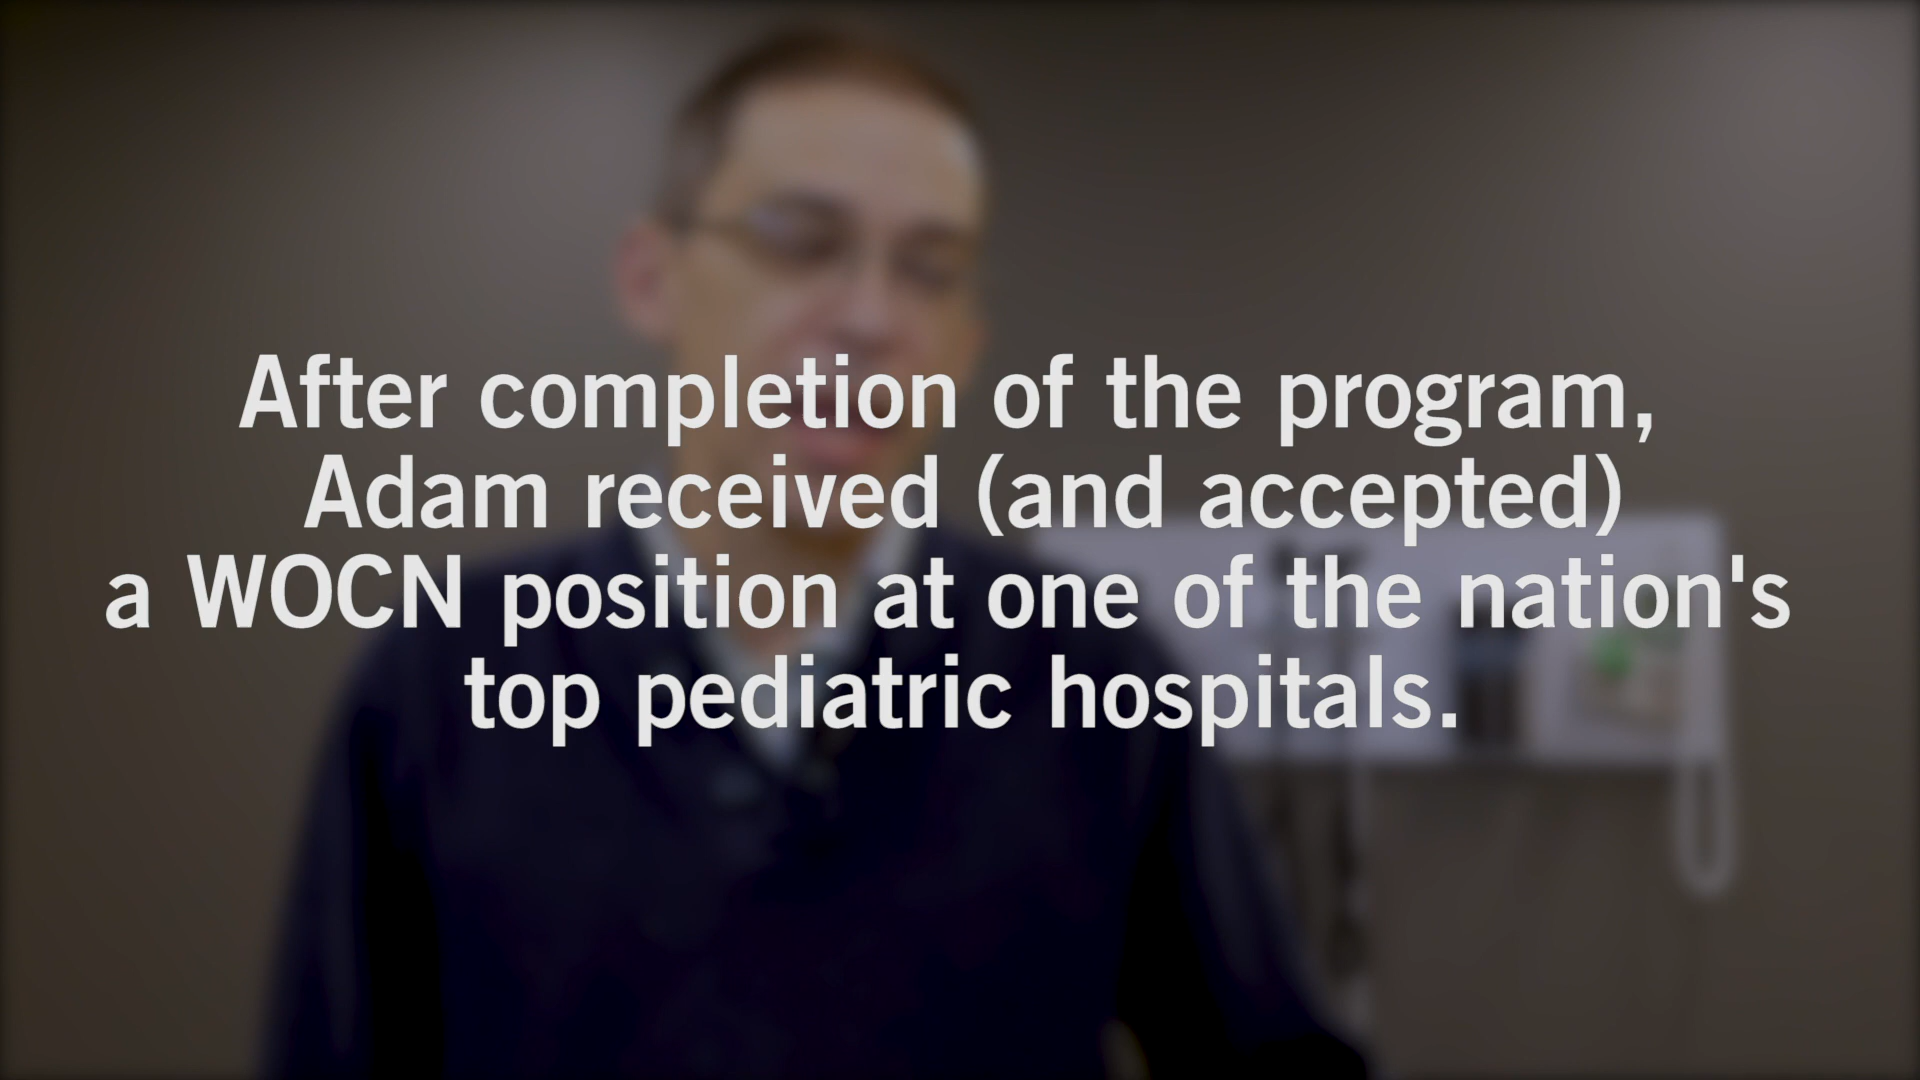 After completion of the program,
Adam received (and accepted)
a WOCN position at one of the nation's
top pediatric hospitals.